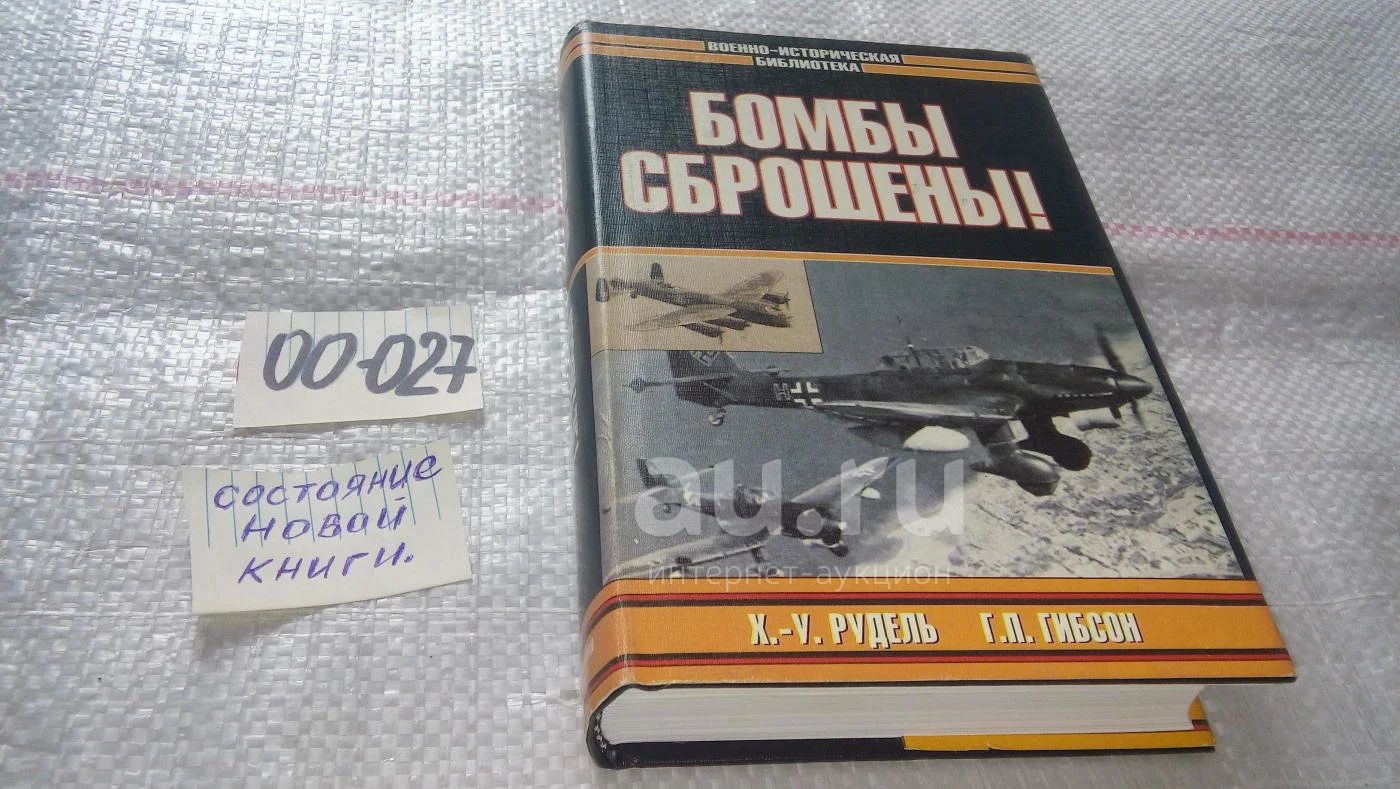 ВОЕННО-ИСТОРИЧЕСКАЯ
БИБЛИОТЕКА
БОМБЫ
СБРОШЕНЫ!
00-027
состояние
новой
книги.
au.ru
интернет-аукцион
Х.-У. РУДЕЛЬ Г.П. ГИБСОН